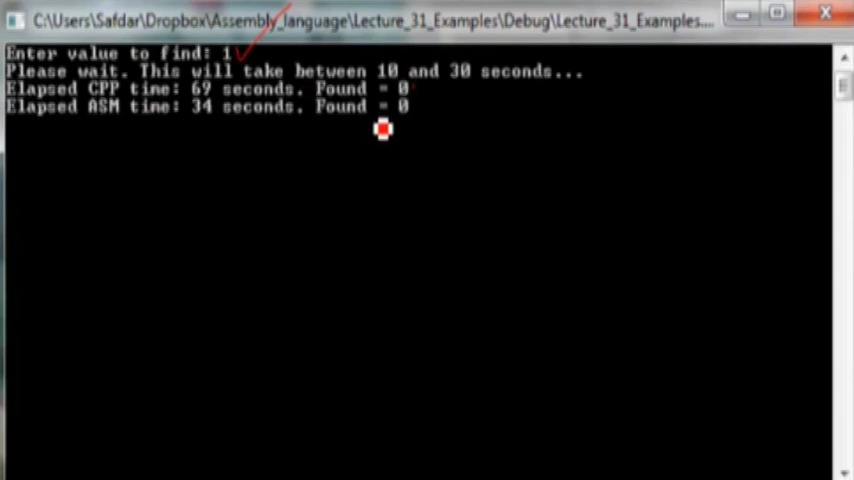 C:\Users\Safdar\Dropbox\Assembly_language\Lecture_31_Examples\Debug\Lecture_31_Examples....
Enter value to find: 1
Please wait. This will take between 10 and 30 seconds...
Elapsed CPP time: 69 seconds. Found = 0
Elapsed ASM time: 34 seconds. Found = 0